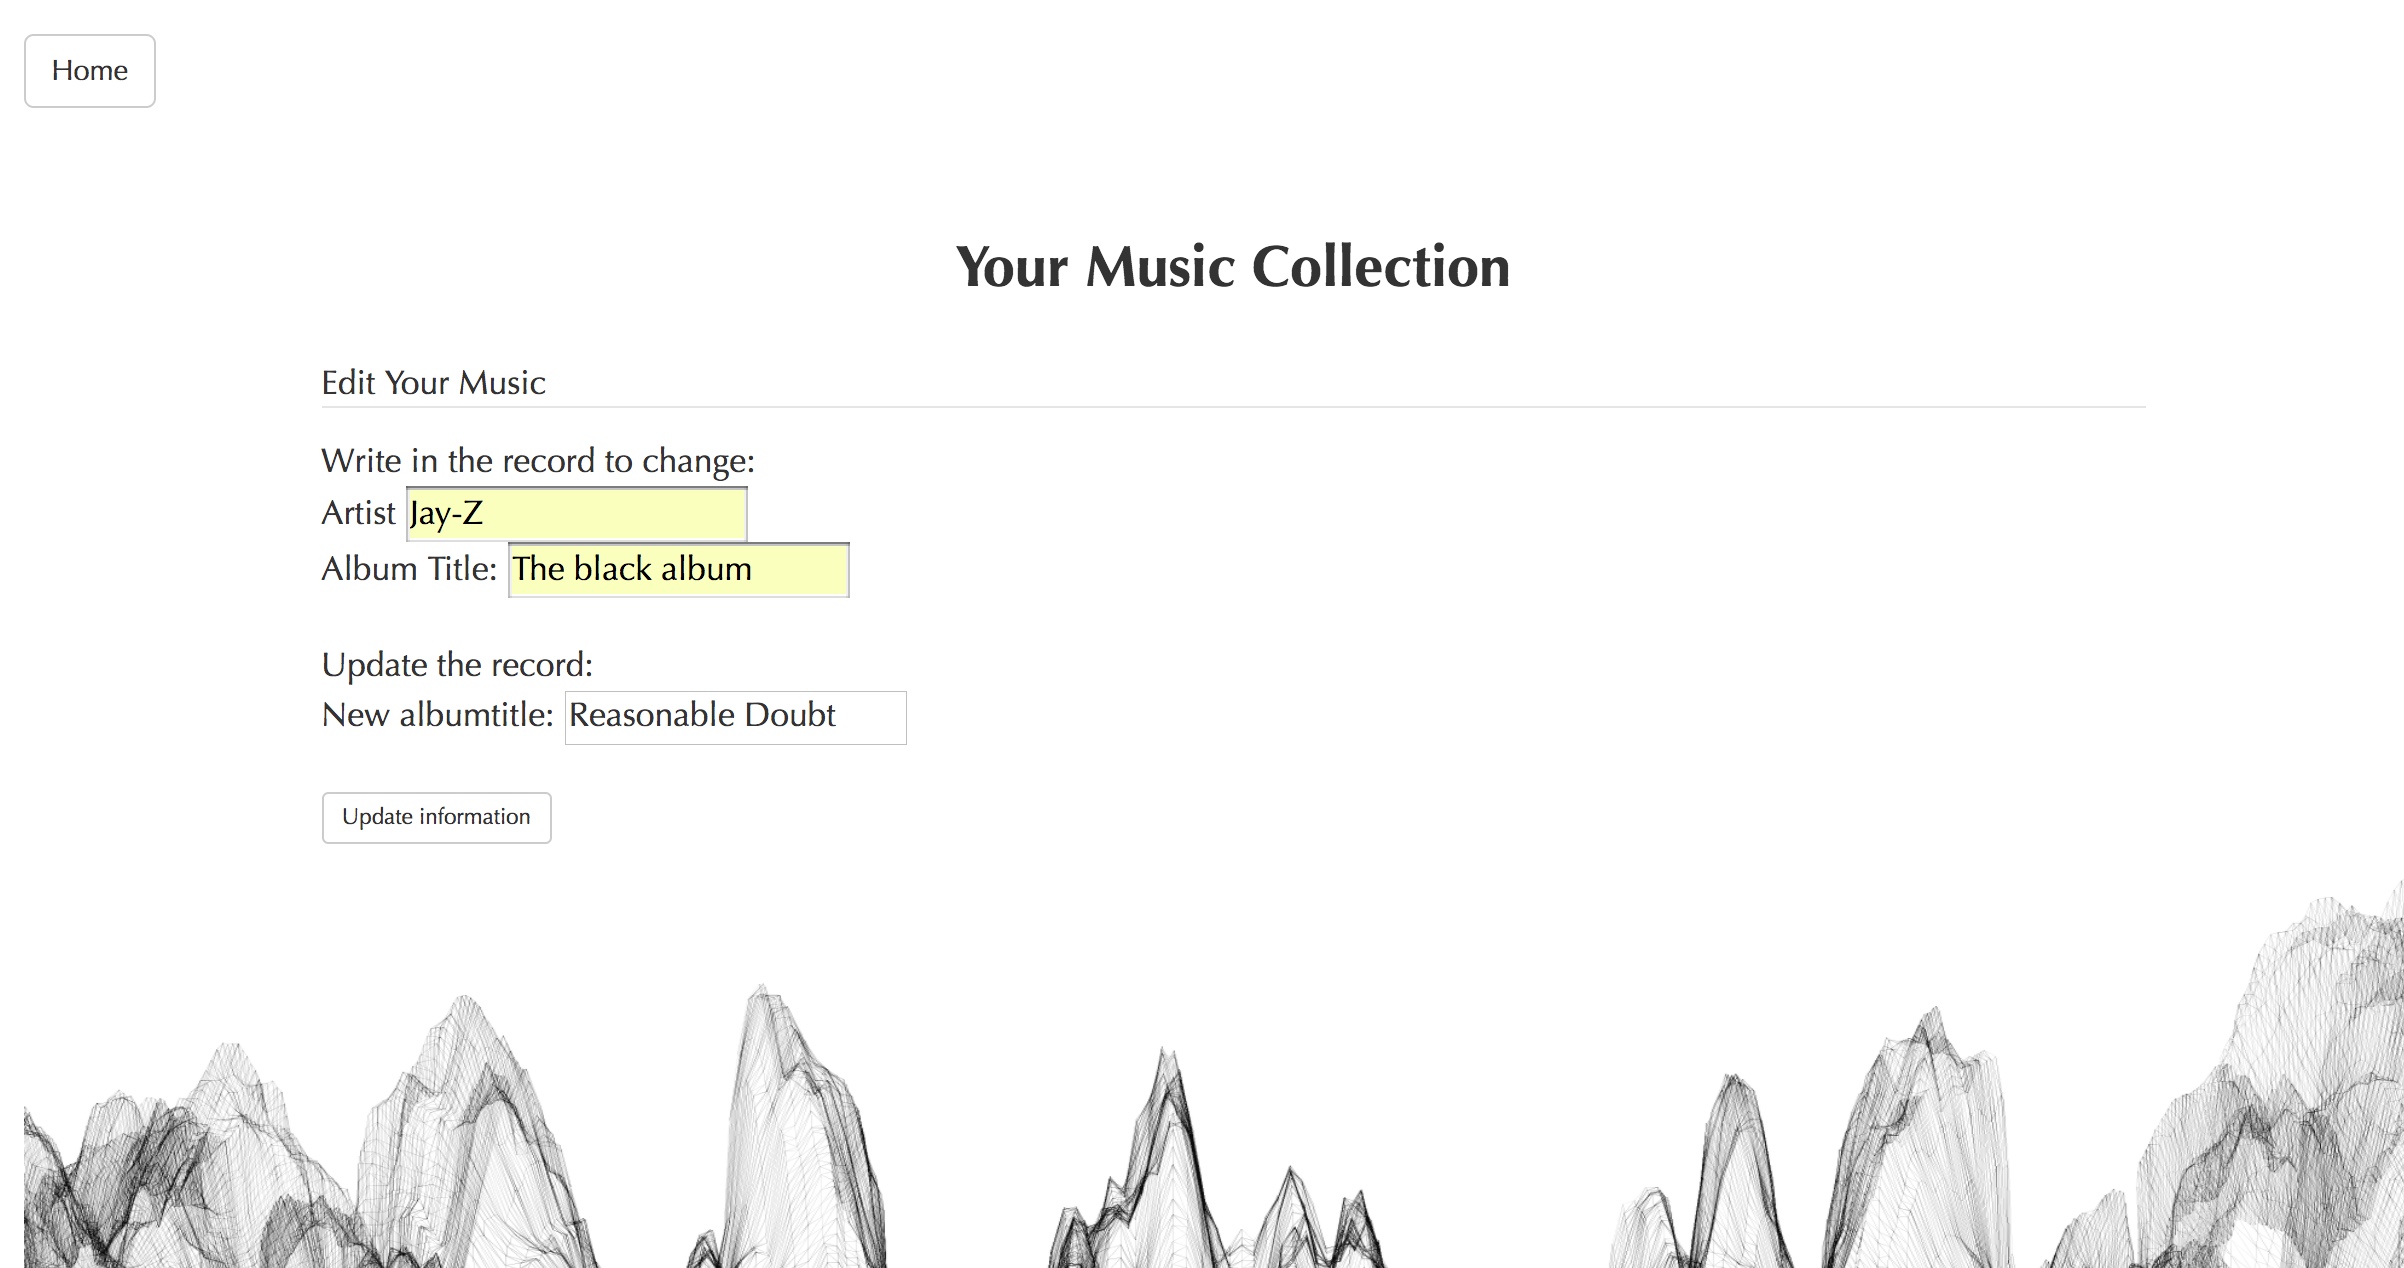 Home
Your Music Collection
Edit Your Music
Write in the record to change:
Artist Jay-Z
Album Title: The black album
Update the record:
New albumtitle: Reasonable Doubt
Update information